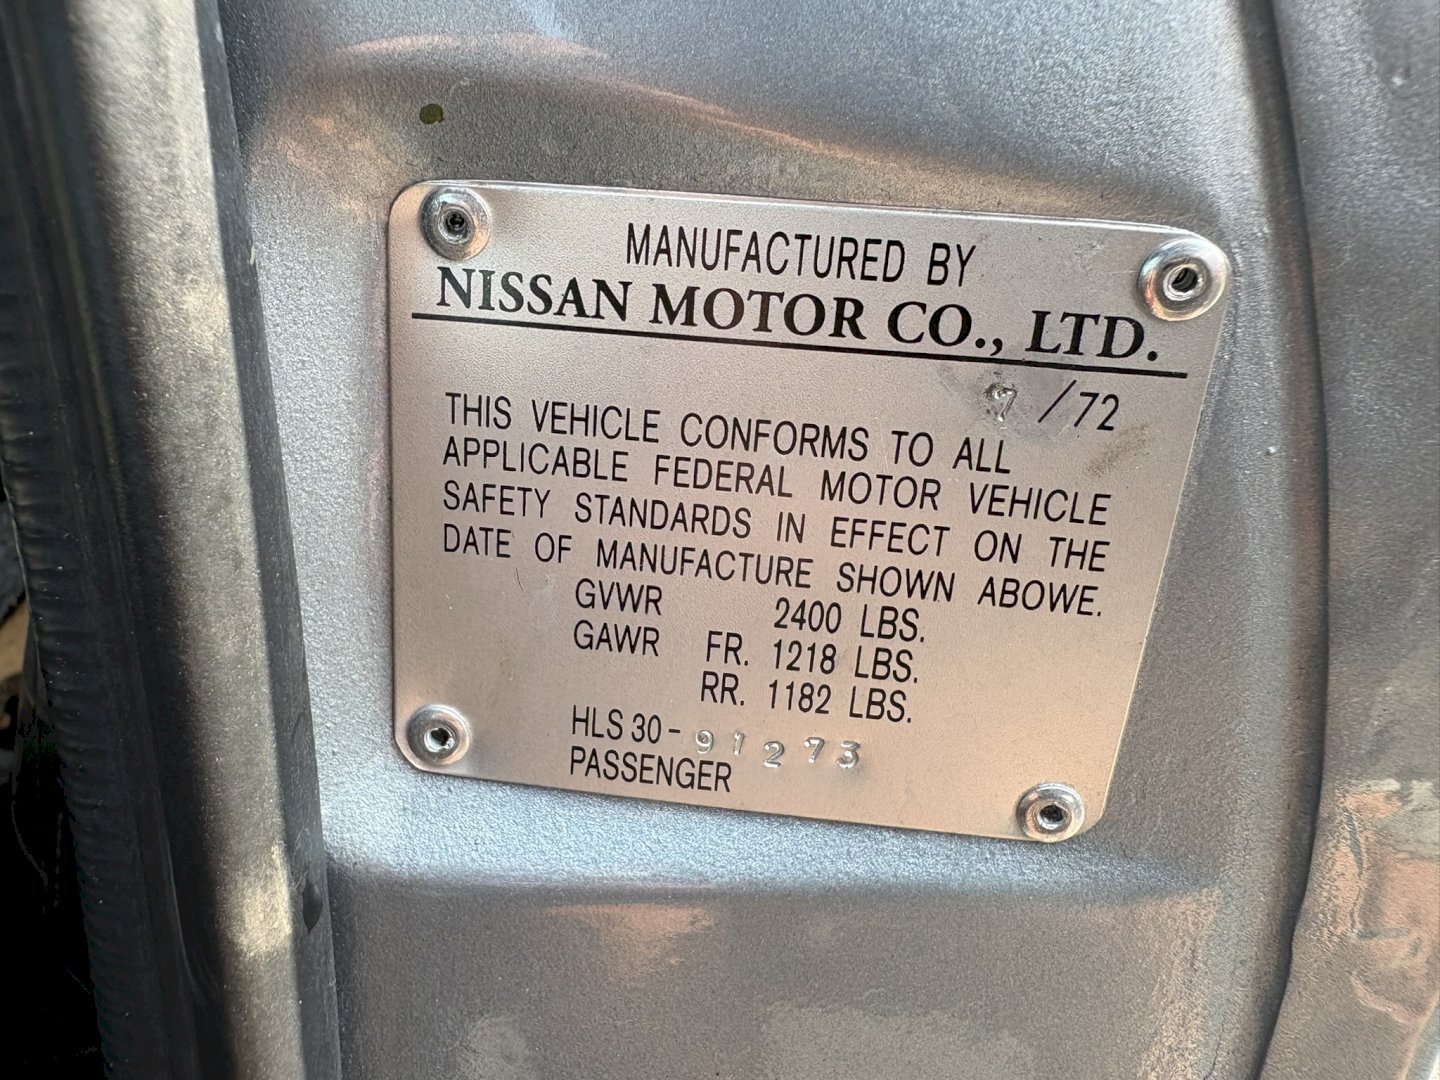 MANUFACTURED BY
NISSAN MOTOR CO., LTD.
9 /72
THIS VEHICLE CONFORMS TO ALL
APPLICABLE FEDERAL MOTOR VEHICLE
SAFETY STANDARDS IN EFFECT ON THE
DATE OF MANUFACTURE SHOWN ABOWE.
GVWR 2400 LBS.
GAWR FR. 1218 LBS.
RR. 1182 LBS.
HLS 30-91273
PASSENGER